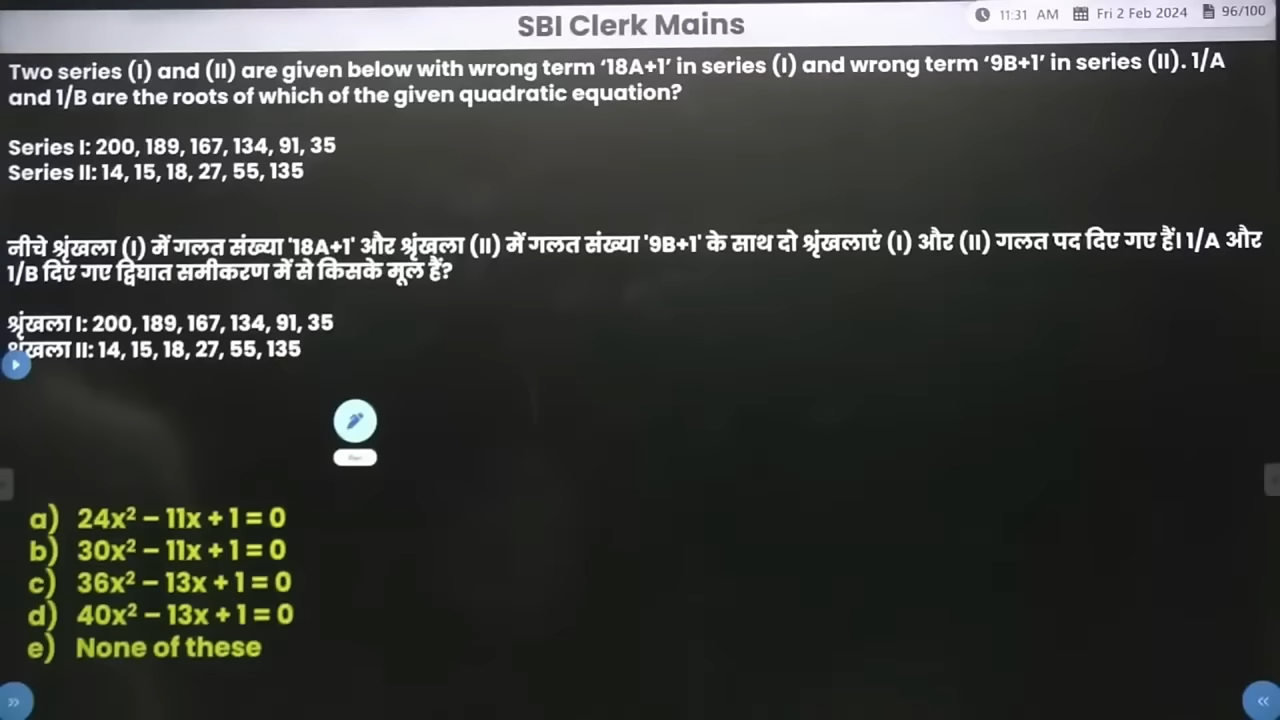 SBI Clerk Mains
11:31 AM Fri 2 Feb 2024 96/100
Two series (I) and (II) are given below with wrong term ‘18A+1’ in series (I) and wrong term ‘9B+1’ in series (II). 1/A
and 1/B are the roots of which of the given quadratic equation?
Series I: 200, 189, 167, 134, 91, 35
Series II: 14, 15, 18, 27, 55, 135
नीचे श्रृंखला (I) में गलत संख्या '18A+1' और श्रृंखला (II) में गलत संख्या '9B+1' के साथ दो श्रृंखलाएं (I) और (II) गलत पद दिए गए हैं। 1/A और
1/B दिए गए द्विघात समीकरण में से किसके मूल हैं?
श्रृंखला I: 200, 189, 167, 134, 91, 35
श्रृंखला II: 14, 15, 18, 27, 55, 135
a) 24x² – 11x + 1 = 0
b) 30x² – 11x + 1 = 0
c) 36x² – 13x + 1 = 0
d) 40x² – 13x + 1 = 0
e) None of these